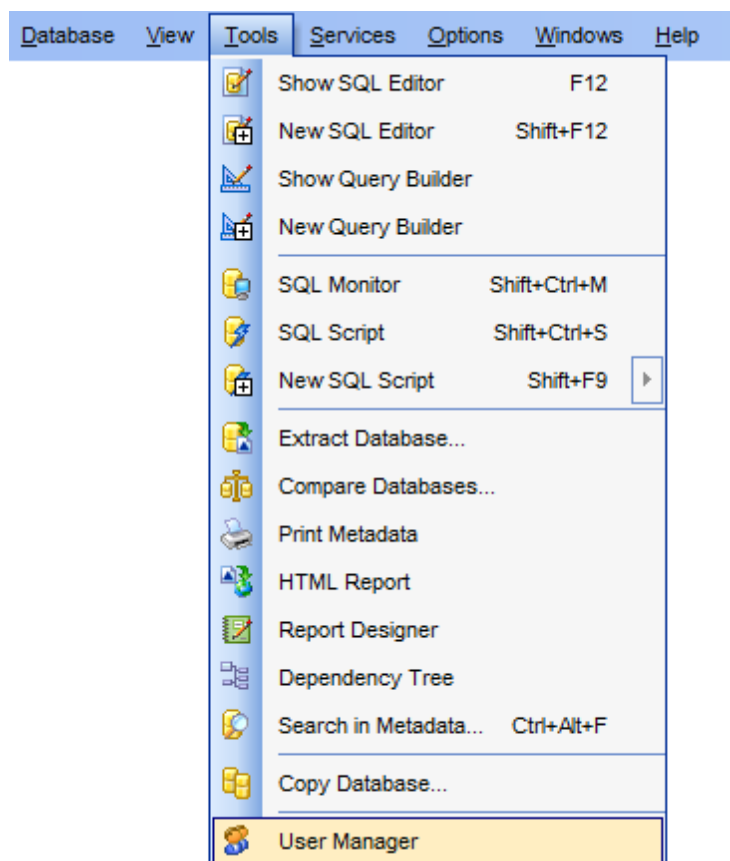 Database View Tools Services Options Windows Help
Show SQL Editor F12
New SQL Editor Shift+F12
Show Query Builder
New Query Builder
SQL Monitor Shift+Ctrl+M
SQL Script Shift+Ctrl+S
New SQL Script Shift+F9
Extract Database...
Compare Databases...
Print Metadata
HTML Report
Report Designer
Dependency Tree
Search in Metadata... Ctrl+Alt+F
Copy Database...
User Manager